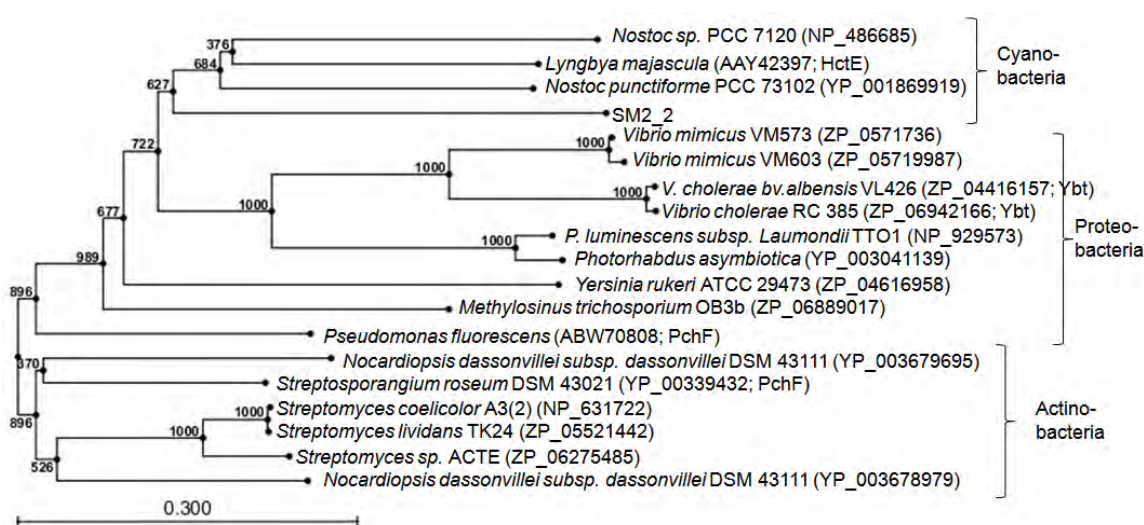 Nostoc sp. PCC 7120 (NP_486685)
376
Lyngbya majascula (AAY42397; HctE)
684
Nostoc punctiforme PCC 73102 (YP_001869919)
627
SM2_2
Cyano-
bacteria
Vibrio mimicus VM573 (ZP_0571736)
1000
722
1000
Vibrio mimicus VM603 (ZP_05719987)
V. cholerae bv.albensis VL426 (ZP_04416157; Ybt)
1000
1000
Vibrio cholerae RC 385 (ZP_06942166; Ybt)
677
P. luminescens subsp. Laumondii TTO1 (NP_929573)
1000
Photorhabdus asymbiotica (YP_003041139)
989
Yersinia rukeri ATCC 29473 (ZP_04616958)
896
Methylosinus trichosporium OB3b (ZP_06889017)
Pseudomonas fluorescens (ABW70808; PchF)
Proteo-
bacteria
Nocardiopsis dassonvillei subsp. dassonvillei DSM 43111 (YP_003679695)
370
Streptosporangium roseum DSM 43021 (YP_00339432; PchF)
1000
Streptomyces coelicolor A3(2) (NP_631722)
896
1000
Streptomyces lividans TK24 (ZP_05521442)
Streptomyces sp. ACTE (ZP_06275485)
526
Nocardiopsis dassonvillei subsp. dassonvillei DSM 43111 (YP_003678979)
Actino-
bacteria
0.300